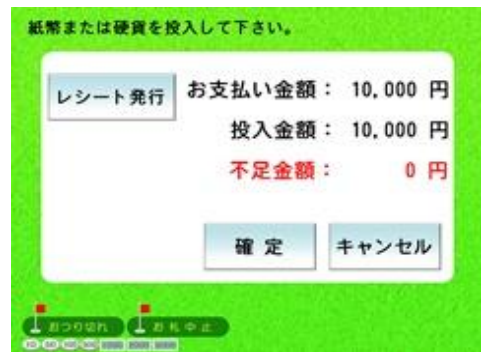 紙幣または硬貨を投入して下さい。
レシート発行
お支払い金額： 10,000 円
投入金額： 10,000 円
不足金額： 0 円
確 定
キャンセル
おつり切れ
お札中止